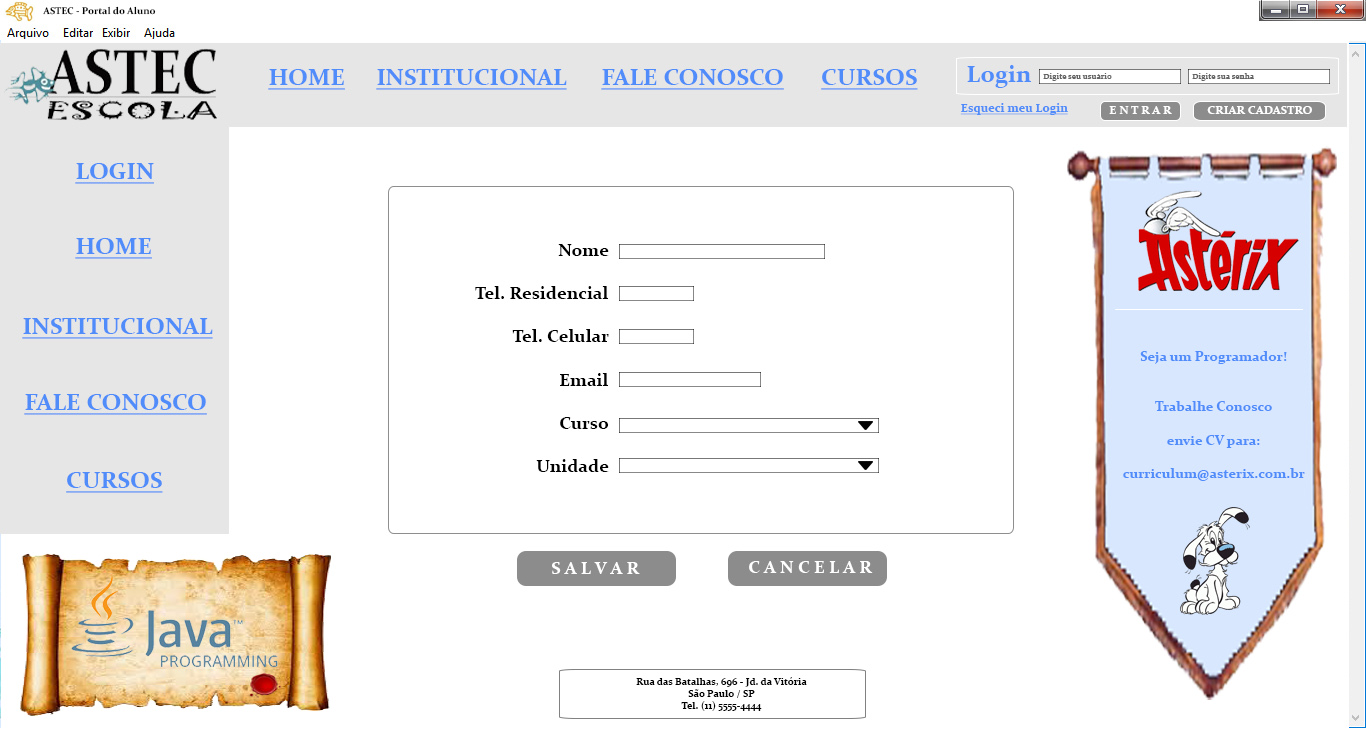 ASTEC - Portal do Aluno
Arquivo Editar Exibir Ajuda
ASTEC
ESCOLA
HOME INSTITUCIONAL FALE CONOSCO CURSOS
Login Digite seu usuário Digite sua senha
Esqueci meu Login ENTRAR CRIAR CADASTRO
LOGIN
HOME
INSTITUCIONAL
FALE CONOSCO
CURSOS
Nome
Tel. Residencial
Tel. Celular
Email
Curso
Unidade
SALVAR CANCELAR
Astérix
Seja um Programador!
Trabalhe Conosco
envie CV para:
curriculum@asterix.com.br
Java™
PROGRAMMING
Rua das Batalhas, 696 - Jd. da Vitória
São Paulo / SP
Tel. (11) 5555-4444